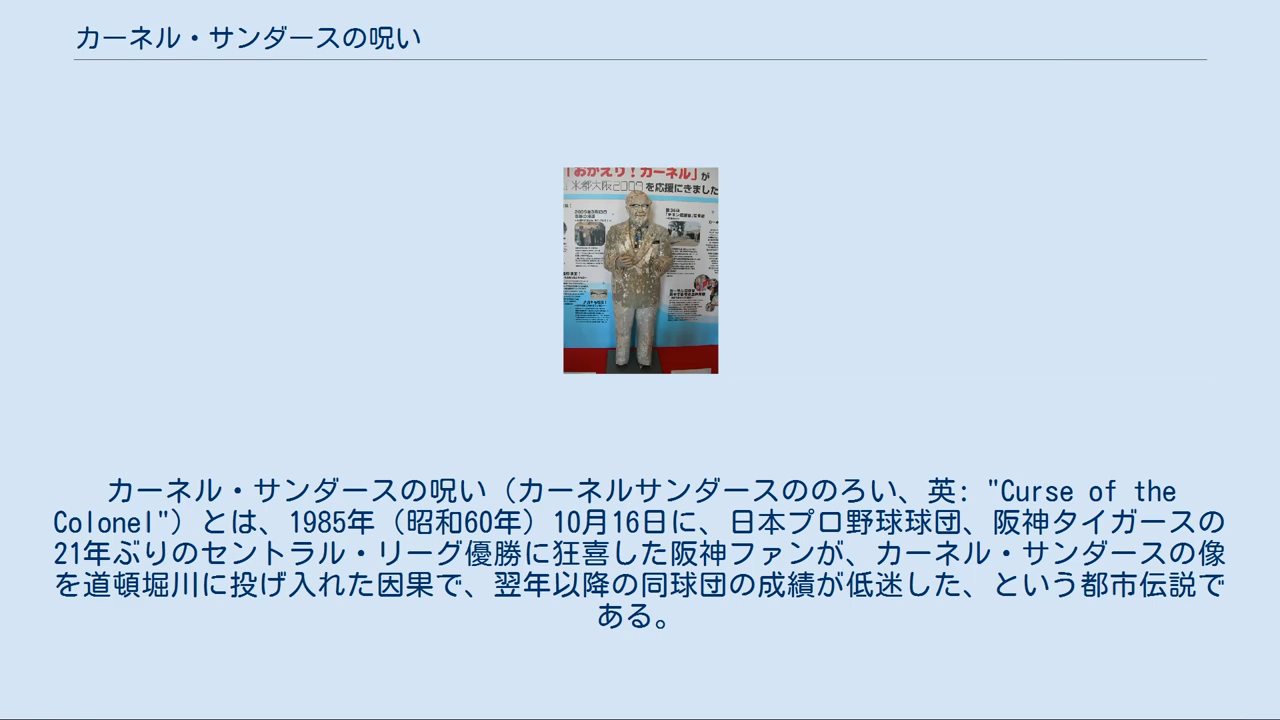 カーネル・サンダースの呪い
「おかえり！カーネル」が
」水都大阪2009を応援にきました
カーネル・サンダースの呪い（カーネルサンダースののろい、英: "Curse of the
Colonel"）とは、1985年（昭和60年）10月16日に、日本プロ野球球団、阪神タイガースの
21年ぶりのセントラル・リーグ優勝に狂喜した阪神ファンが、カーネル・サンダースの像
を道頓堀川に投げ入れた因果で、翌年以降の同球団の成績が低迷した、という都市伝説で
ある。